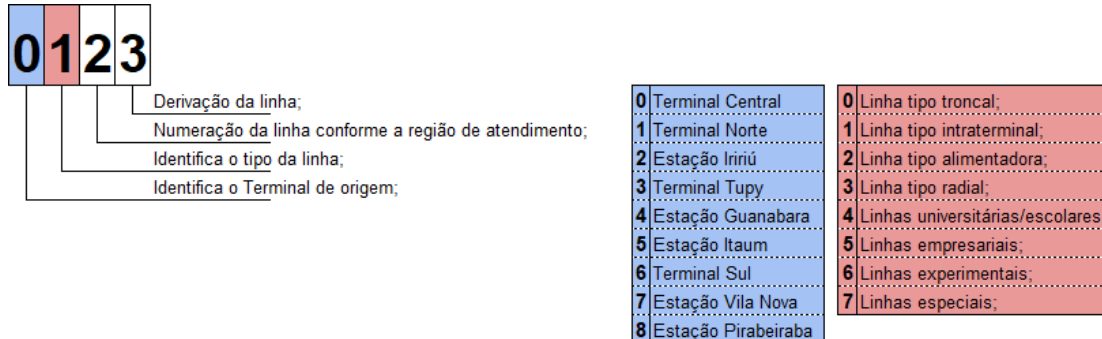 0123
Derivação da linha;
Numeração da linha conforme a região de atendimento;
Identifica o tipo da linha;
Identifica o Terminal de origem;
0 Terminal Central
1 Terminal Norte
2 Estação Iririú
3 Terminal Tupy
4 Estação Guanabara
5 Estação Itaum
6 Terminal Sul
7 Estação Vila Nova
8 Estação Pirabeiraba
0 Linha tipo troncal;
1 Linha tipo intraterminal;
2 Linha tipo alimentadora;
3 Linha tipo radial;
4 Linhas universitárias/escolares
5 Linhas empresariais;
6 Linhas experimentais;
7 Linhas especiais;